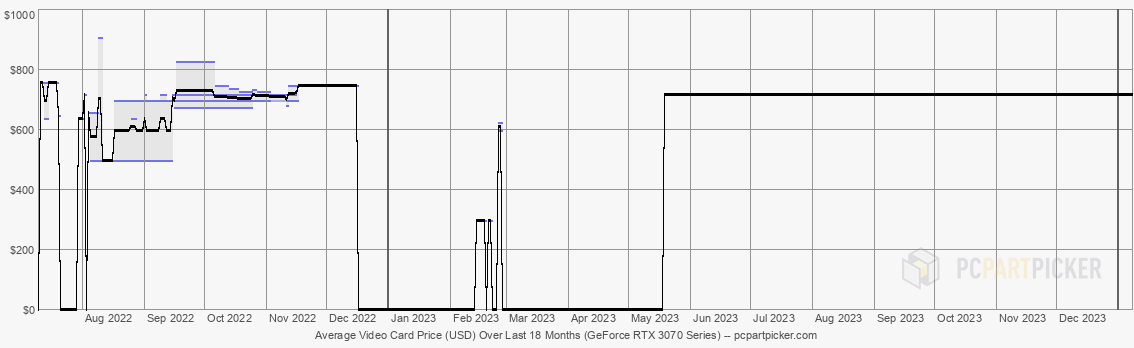 $1000
$800
$600
$400
$200
$0
PCPARTPICKER
Aug 2022 Sep 2022 Oct 2022 Nov 2022 Dec 2022 Jan 2023 Feb 2023 Mar 2023 Apr 2023 May 2023 Jun 2023 Jul 2023 Aug 2023 Sep 2023 Oct 2023 Nov 2023 Dec 2023
Average Video Card Price (USD) Over Last 18 Months (GeForce RTX 3070 Series) -- pcpartpicker.com